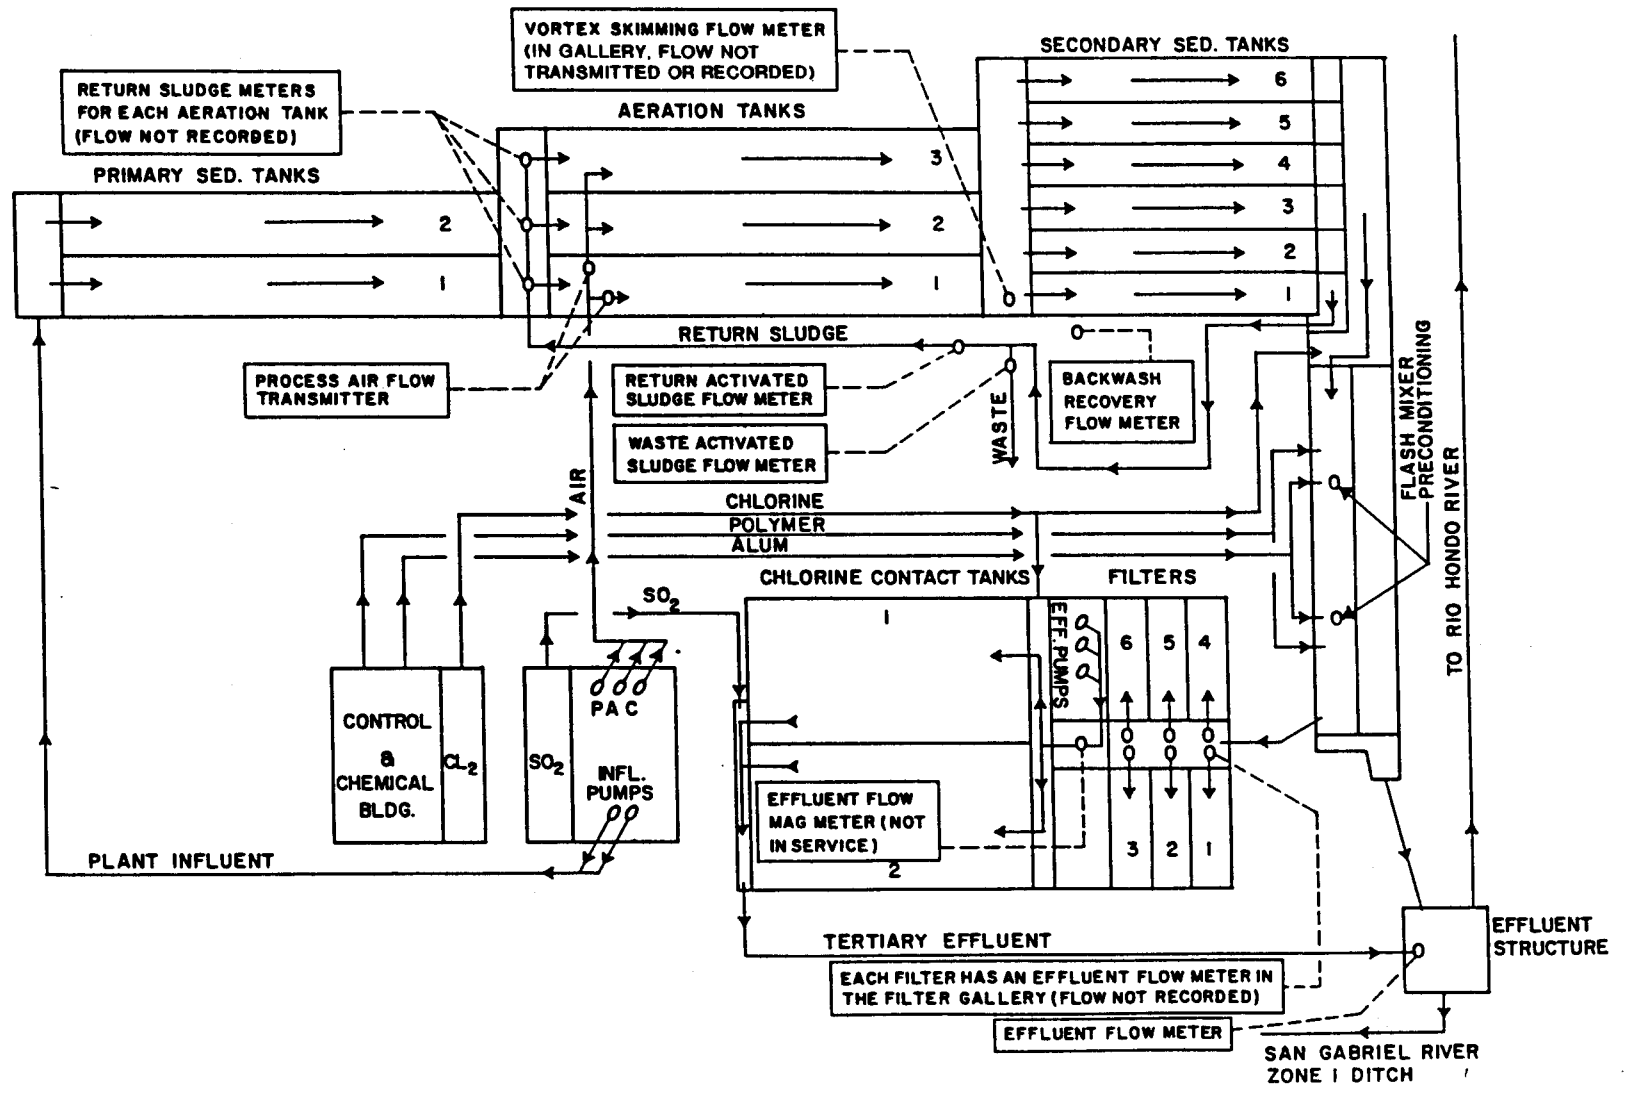 VORTEX SKIMMING FLOW METER
(IN GALLERY, FLOW NOT
TRANSMITTED OR RECORDED)
SECONDARY SED. TANKS
RETURN SLUDGE METERS
FOR EACH AERATION TANK
(FLOW NOT RECORDED)
AERATION TANKS
PRIMARY SED. TANKS
6
5
4
3
2
1
3
2
1
2
1
RETURN SLUDGE
PROCESS AIR FLOW
TRANSMITTER
RETURN ACTIVATED
SLUDGE FLOW METER
WASTE ACTIVATED
SLUDGE FLOW METER
WASTE
BACKWASH
RECOVERY
FLOW METER
FLASH MIXER
PRECONDITIONING
TO RIO HONDO RIVER
AIR
CHLORINE
POLYMER
ALUM
CHLORINE CONTACT TANKS
FILTERS
SO2
1
EFF. PUMPS
6 5 4
CONTROL
a
CHEMICAL
BLDG.
CL2
SO2
PAC
INFL.
PUMPS
EFFLUENT FLOW
MAG METER (NOT
IN SERVICE)
2
3 2 1
PLANT INFLUENT
TERTIARY EFFLUENT
EFFLUENT
STRUCTURE
EACH FILTER HAS AN EFFLUENT FLOW METER IN
THE FILTER GALLERY (FLOW NOT RECORDED)
EFFLUENT FLOW METER
SAN GABRIEL RIVER
ZONE 1 DITCH